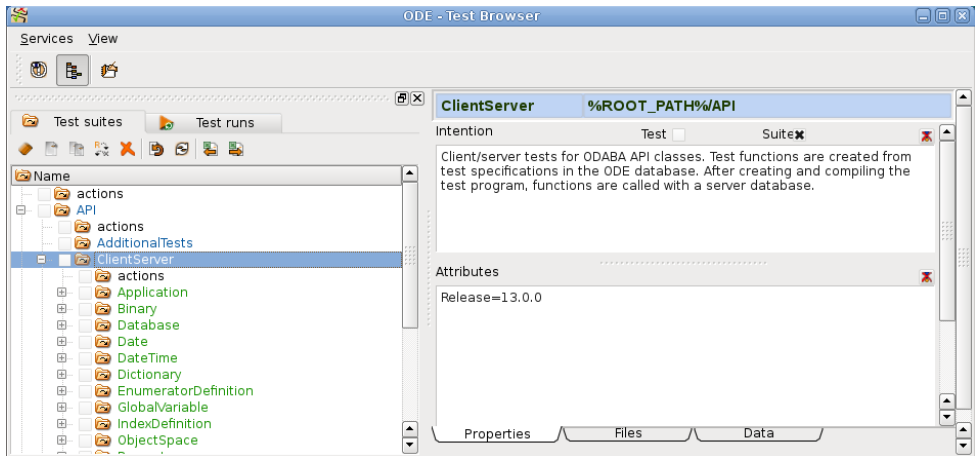 ODE - Test Browser
Services View
Test suites Test runs
Name
actions
API
actions
AdditionalTests
ClientServer
actions
Application
Binary
Database
Date
DateTime
Dictionary
EnumeratorDefinition
GlobalVariable
IndexDefinition
ObjectSpace
ClientServer %ROOT_PATH%/API
Intention Test Suite
Client/server tests for ODABA API classes. Test functions are created from
test specifications in the ODE database. After creating and compiling the
test program, functions are called with a server database.
Attributes
Release=13.0.0
Properties Files Data